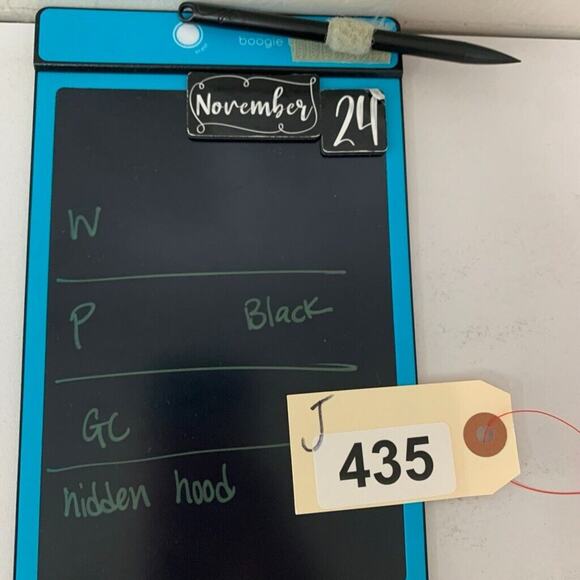 boogie
November 24
W
P Black
GC
hidden hood
J
435